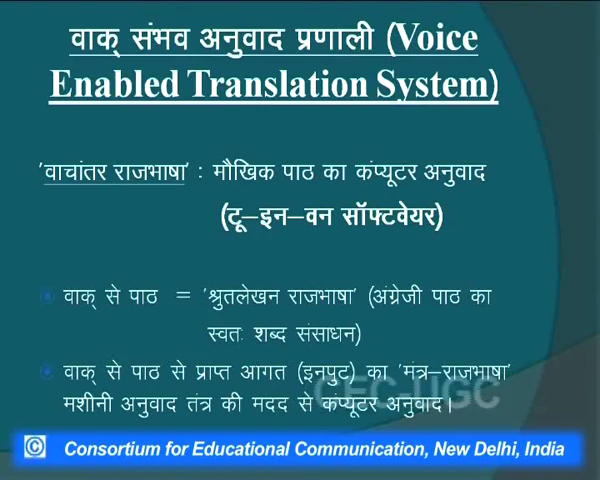 वाक् संभव अनुवाद प्रणाली (Voice
Enabled Translation System)
'वाचांतर राजभाषा' : मौखिक पाठ का कंप्यूटर अनुवाद
(टू–इन–वन सॉफ्टवेयर)
वाक् से पाठ = 'श्रुतलेखन राजभाषा' (अंग्रेजी पाठ का
स्वतः शब्द संसाधन)
वाक् से पाठ से प्राप्त आगत (इनपुट) का 'मंत्र–राजभाषा'
मशीनी अनुवाद तंत्र की मदद से कंप्यूटर अनुवाद।
CEC-UGC
© Consortium for Educational Communication, New Delhi, India